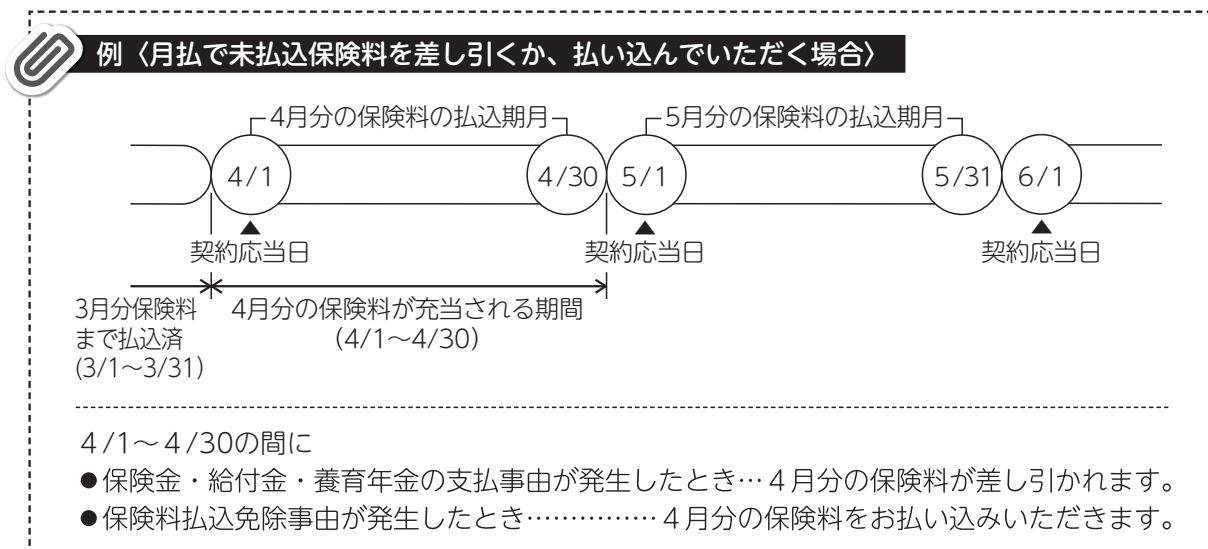 例〈月払で未払込保険料を差し引くか、払い込んでいただく場合〉
4月分の保険料の払込期月 5月分の保険料の払込期月
4/1 4/30 5/1 5/31 6/1
▲ ▲ ▲
契約応当日 契約応当日 契約応当日
3月分保険料 4月分の保険料が充当される期間
まで払込済 (4/1〜4/30)
(3/1〜3/31)
4/1〜4/30の間に
●保険金・給付金・養育年金の支払事由が発生したとき…4月分の保険料が差し引かれます。
●保険料払込免除事由が発生したとき……………4月分の保険料をお払い込みいただきます。